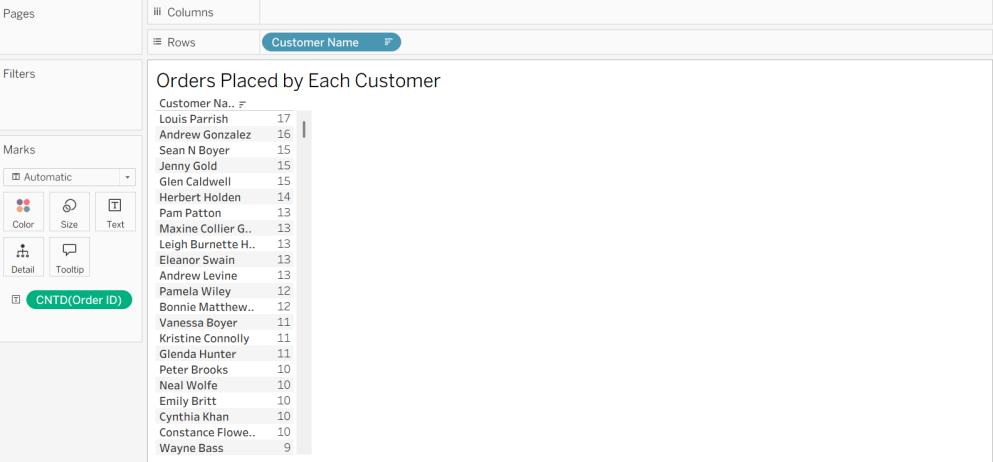 Pages
Columns
Rows
Customer Name
Filters
Marks
Automatic
Color
Size
Text
Detail
Tooltip
CNTD(Order ID)
Orders Placed by Each Customer
Customer Na..
Louis Parrish 17
Andrew Gonzalez 16
Sean N Boyer 15
Jenny Gold 15
Glen Caldwell 15
Herbert Holden 14
Pam Patton 13
Maxine Collier G.. 13
Leigh Burnette H.. 13
Eleanor Swain 13
Andrew Levine 13
Pamela Wiley 12
Bonnie Matthew.. 12
Vanessa Boyer 11
Kristine Connolly 11
Glenda Hunter 11
Peter Brooks 10
Neal Wolfe 10
Emily Britt 10
Cynthia Khan 10
Constance Flowe.. 10
Wayne Bass 9